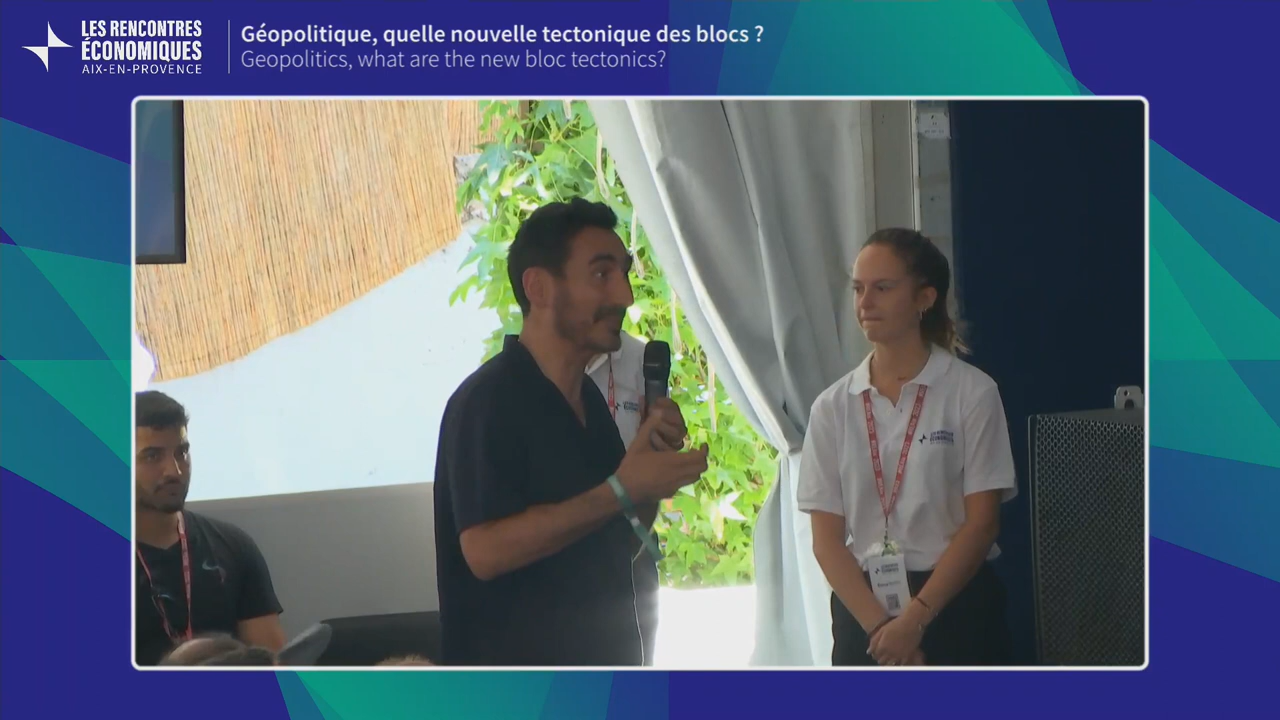 LES RENCONTRES
ÉCONOMIQUES
AIX-EN-PROVENCE
Géopolitique, quelle nouvelle tectonique des blocs ?
Geopolitics, what are the new bloc tectonics?